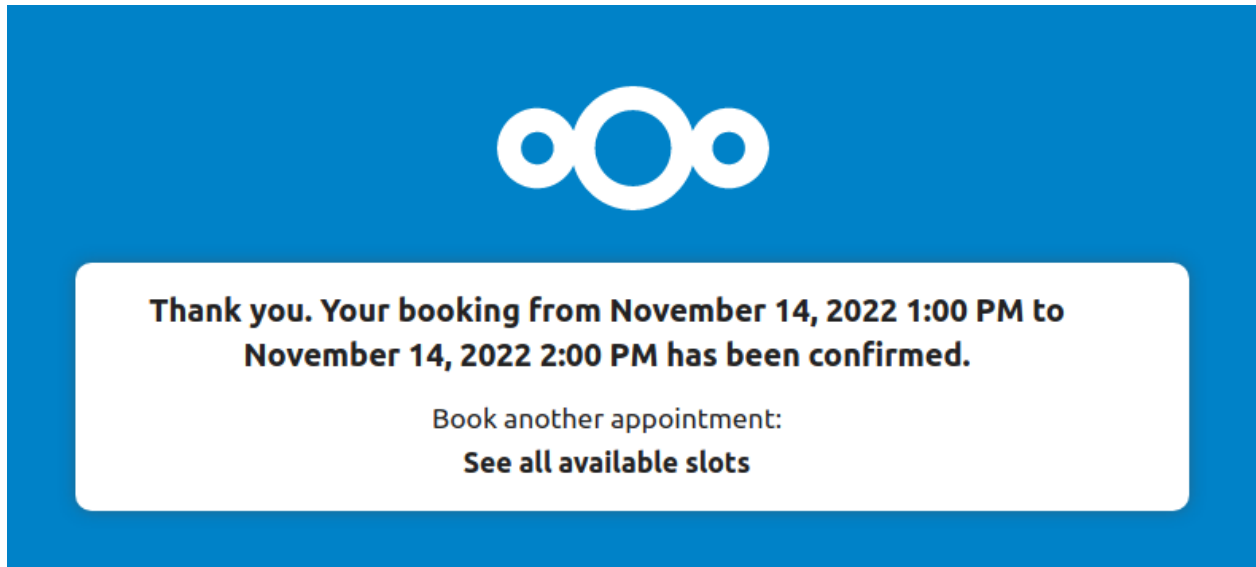 Thank you. Your booking from November 14, 2022 1:00 PM to
November 14, 2022 2:00 PM has been confirmed.
Book another appointment:
See all available slots